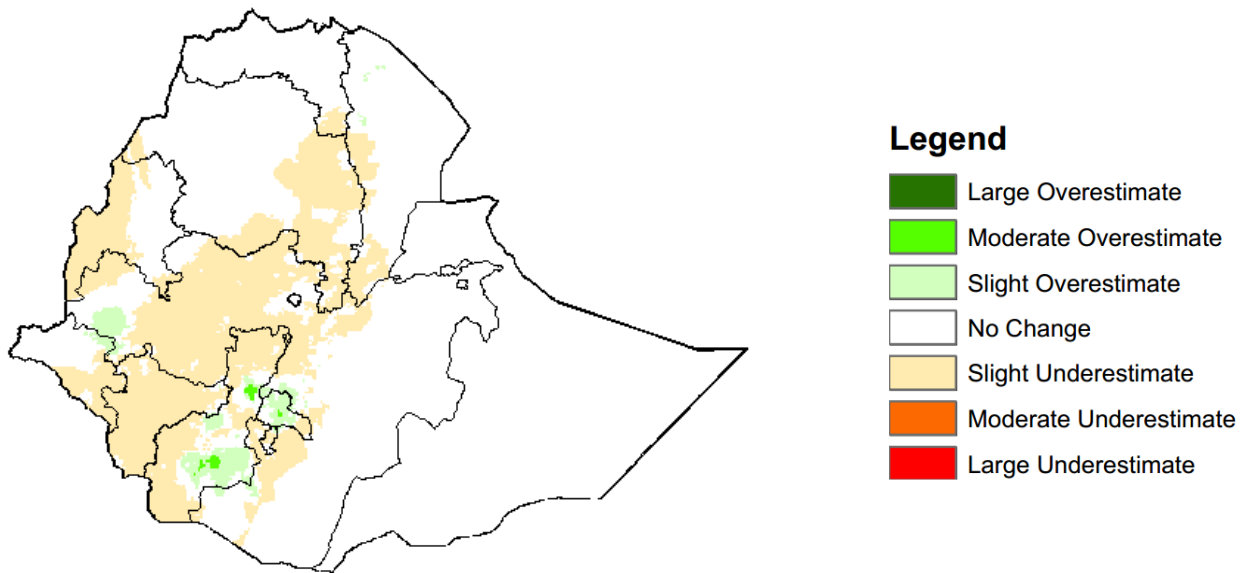 Legend
Large Overestimate
Moderate Overestimate
Slight Overestimate
No Change
Slight Underestimate
Moderate Underestimate
Large Underestimate